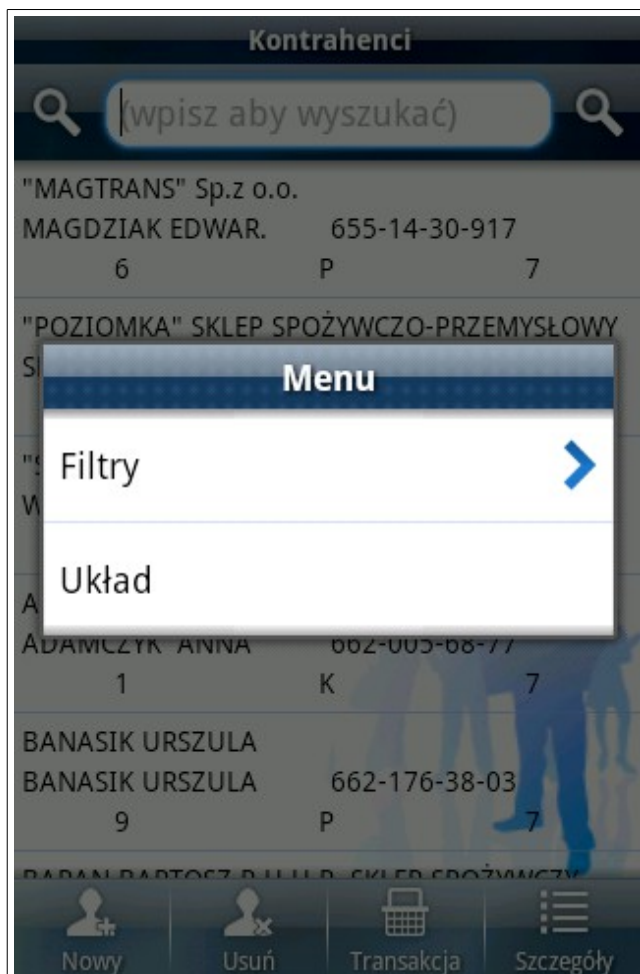 Kontrahenci
(wpisz aby wyszukać)
"MAGTRANS" Sp.z o.o.
MAGDZIAK EDWAR. 655-14-30-917
6 P 7
"POZIOMKA" SKLEP SPOŻYWCZO-PRZEMYSŁOWY
Menu
Filtry
Układ
ADAMCZYK ANNA 662-005-68-77
1 K 7
BANASIK URSZULA
BANASIK URSZULA 662-176-38-03
9 P 7
Nowy Usuń Transakcja Szczegóły